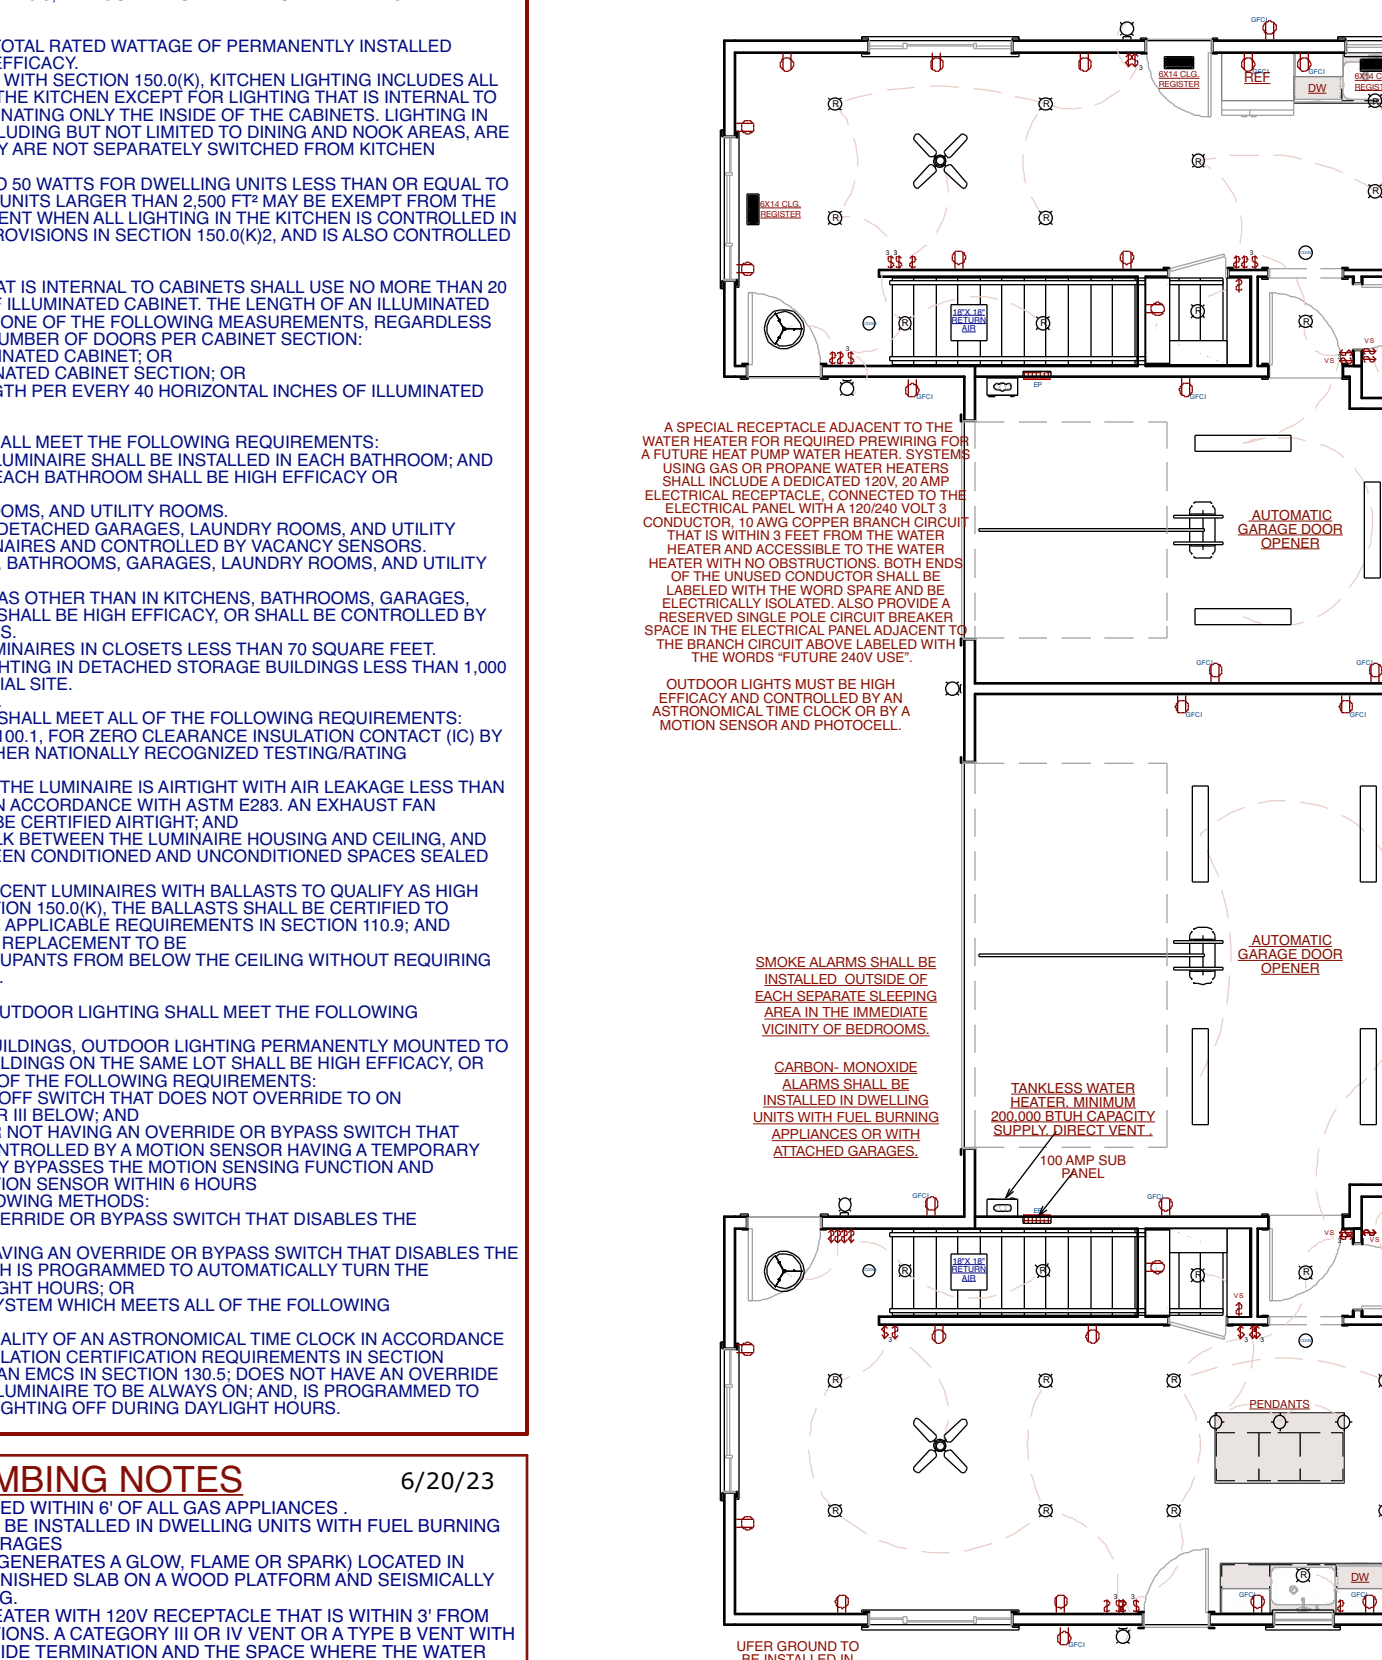 OTAL RATED WATTAGE OF PERMANENTLY INSTALLED
EFFICACY.
WITH SECTION 150.0(K), KITCHEN LIGHTING INCLUDES ALL
THE KITCHEN EXCEPT FOR LIGHTING THAT IS INTERNAL TO
NATING ONLY THE INSIDE OF THE CABINETS. LIGHTING IN
LUDING BUT NOT LIMITED TO DINING AND NOOK AREAS, ARE
Y ARE NOT SEPARATELY SWITCHED FROM KITCHEN
O 50 WATTS FOR DWELLING UNITS LESS THAN OR EQUAL TO
UNITS LARGER THAN 2,500 FT² MAY BE EXEMPT FROM THE
ENT WHEN ALL LIGHTING IN THE KITCHEN IS CONTROLLED IN
ROVISIONS IN SECTION 150.0(K)2, AND IS ALSO CONTROLLED
AT IS INTERNAL TO CABINETS SHALL USE NO MORE THAN 20
F ILLUMINATED CABINET. THE LENGTH OF AN ILLUMINATED
ONE OF THE FOLLOWING MEASUREMENTS, REGARDLESS
UMBER OF DOORS PER CABINET SECTION:
INATED CABINET; OR
NATED CABINET SECTION; OR
GTH PER EVERY 40 HORIZONTAL INCHES OF ILLUMINATED
ALL MEET THE FOLLOWING REQUIREMENTS:
LUMINAIRE SHALL BE INSTALLED IN EACH BATHROOM; AND
EACH BATHROOM SHALL BE HIGH EFFICACY OR
OOMS, AND UTILITY ROOMS.
DETACHED GARAGES, LAUNDRY ROOMS, AND UTILITY
NAIRES AND CONTROLLED BY VACANCY SENSORS.
, BATHROOMS, GARAGES, LAUNDRY ROOMS, AND UTILITY
AS OTHER THAN IN KITCHENS, BATHROOMS, GARAGES,
SHALL BE HIGH EFFICACY, OR SHALL BE CONTROLLED BY
S.
MINAIRES IN CLOSETS LESS THAN 70 SQUARE FEET.
HTING IN DETACHED STORAGE BUILDINGS LESS THAN 1,000
IAL SITE.
SHALL MEET ALL OF THE FOLLOWING REQUIREMENTS:
100.1, FOR ZERO CLEARANCE INSULATION CONTACT (IC) BY
HER NATIONALLY RECOGNIZED TESTING/RATING
THE LUMINAIRE IS AIRTIGHT WITH AIR LEAKAGE LESS THAN
N ACCORDANCE WITH ASTM E283. AN EXHAUST FAN
BE CERTIFIED AIRTIGHT; AND
LK BETWEEN THE LUMINAIRE HOUSING AND CEILING, AND
EEN CONDITIONED AND UNCONDITIONED SPACES SEALED
CENT LUMINAIRES WITH BALLASTS TO QUALIFY AS HIGH
TION 150.0(K), THE BALLASTS SHALL BE CERTIFIED TO
APPLICABLE REQUIREMENTS IN SECTION 110.9; AND
REPLACEMENT TO BE
UPANTS FROM BELOW THE CEILING WITHOUT REQUIRING
.
UTDOOR LIGHTING SHALL MEET THE FOLLOWING
UILDINGS, OUTDOOR LIGHTING PERMANENTLY MOUNTED TO
ILDINGS ON THE SAME LOT SHALL BE HIGH EFFICACY, OR
OF THE FOLLOWING REQUIREMENTS:
OFF SWITCH THAT DOES NOT OVERRIDE TO ON
R III BELOW; AND
R NOT HAVING AN OVERRIDE OR BYPASS SWITCH THAT
NTROLLED BY A MOTION SENSOR HAVING A TEMPORARY
Y BYPASSES THE MOTION SENSING FUNCTION AND
TION SENSOR WITHIN 6 HOURS
OWING METHODS:
ERRIDE OR BYPASS SWITCH THAT DISABLES THE
AVING AN OVERRIDE OR BYPASS SWITCH THAT DISABLES THE
H IS PROGRAMMED TO AUTOMATICALLY TURN THE
IGHT HOURS; OR
YSTEM WHICH MEETS ALL OF THE FOLLOWING
ALITY OF AN ASTRONOMICAL TIME CLOCK IN ACCORDANCE
LATION CERTIFICATION REQUIREMENTS IN SECTION
AN EMCS IN SECTION 130.5; DOES NOT HAVE AN OVERRIDE
LUMINAIRE TO BE ALWAYS ON; AND, IS PROGRAMMED TO
IGHTING OFF DURING DAYLIGHT HOURS.
MBING NOTES 6/20/23
ED WITHIN 6' OF ALL GAS APPLIANCES .
BE INSTALLED IN DWELLING UNITS WITH FUEL BURNING
RAGES
(GENERATES A GLOW, FLAME OR SPARK) LOCATED IN
NISHED SLAB ON A WOOD PLATFORM AND SEISMICALLY
G.
EATER WITH 120V RECEPTACLE THAT IS WITHIN 3' FROM
TIONS. A CATEGORY III OR IV VENT OR A TYPE B VENT WITH
IDE TERMINATION AND THE SPACE WHERE THE WATER
GFCI
6X14 CLG.
REGISTER
REF
GFCI
GFCI
DW
6X14 C
REGIST
6X14 CLG.
REGISTER
18"X 18"
RETURN
AIR
VS
VS
EP
GFCI
GFCI
A SPECIAL RECEPTACLE ADJACENT TO THE
WATER HEATER FOR REQUIRED PREWIRING FOR
A FUTURE HEAT PUMP WATER HEATER. SYSTEMS
USING GAS OR PROPANE WATER HEATERS
SHALL INCLUDE A DEDICATED 120V, 20 AMP
ELECTRICAL RECEPTACLE, CONNECTED TO THE
ELECTRICAL PANEL WITH A 120/240 VOLT 3
CONDUCTOR, 10 AWG COPPER BRANCH CIRCUIT
THAT IS WITHIN 3 FEET FROM THE WATER
HEATER AND ACCESSIBLE TO THE WATER
HEATER WITH NO OBSTRUCTIONS. BOTH ENDS
OF THE UNUSED CONDUCTOR SHALL BE
LABELED WITH THE WORD SPARE AND BE
ELECTRICALLY ISOLATED. ALSO PROVIDE A
RESERVED SINGLE POLE CIRCUIT BREAKER
SPACE IN THE ELECTRICAL PANEL ADJACENT TO
THE BRANCH CIRCUIT ABOVE LABELED WITH
THE WORDS “FUTURE 240V USE”.
OUTDOOR LIGHTS MUST BE HIGH
EFFICACY AND CONTROLLED BY AN
ASTRONOMICAL TIME CLOCK OR BY A
MOTION SENSOR AND PHOTOCELL.
AUTOMATIC
GARAGE DOOR
OPENER
GFCI
GFCI
GFCI
GFCI
AUTOMATIC
GARAGE DOOR
OPENER
SMOKE ALARMS SHALL BE
INSTALLED OUTSIDE OF
EACH SEPARATE SLEEPING
AREA IN THE IMMEDIATE
VICINITY OF BEDROOMS.
CARBON- MONOXIDE
ALARMS SHALL BE
INSTALLED IN DWELLING
UNITS WITH FUEL BURNING
APPLIANCES OR WITH
ATTACHED GARAGES.
TANKLESS WATER
HEATER. MINIMUM
200,000 BTUH CAPACITY
SUPPLY. DIRECT VENT .
100 AMP SUB
PANEL
GFCI
EP
GFCI
VS
VS
18"X 18"
RETURN
AIR
VS
PENDANTS
DW
GFCI
GFCI
GFCI
UFER GROUND TO
BE INSTALLED IN